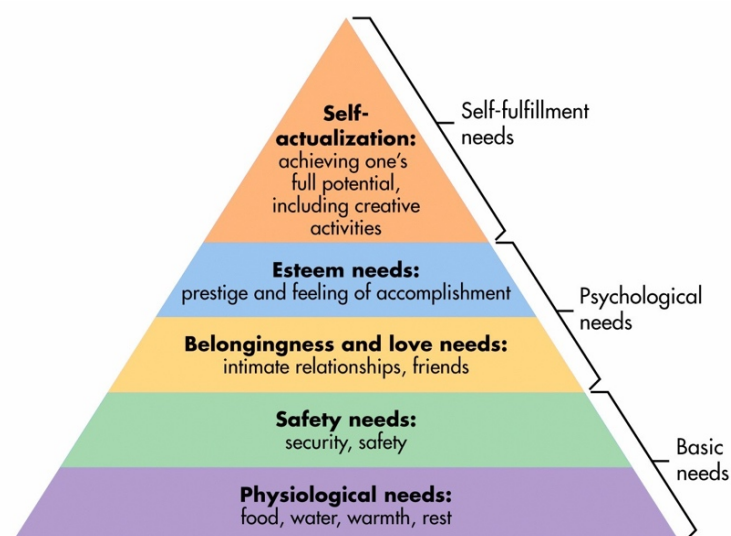 Self-
actualization:
achieving one's
full potential,
including creative
activities
Self-fulfillment
needs
Esteem needs:
prestige and feeling of accomplishment
Psychological
needs
Belongingness and love needs:
intimate relationships, friends
Safety needs:
security, safety
Basic
needs
Physiological needs:
food, water, warmth, rest